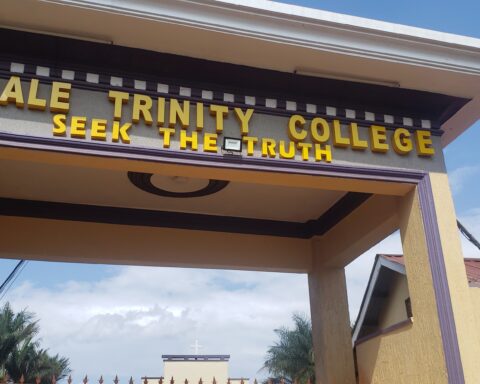 ALE TRINITY COLLEGE
SEEK THE TRUTH